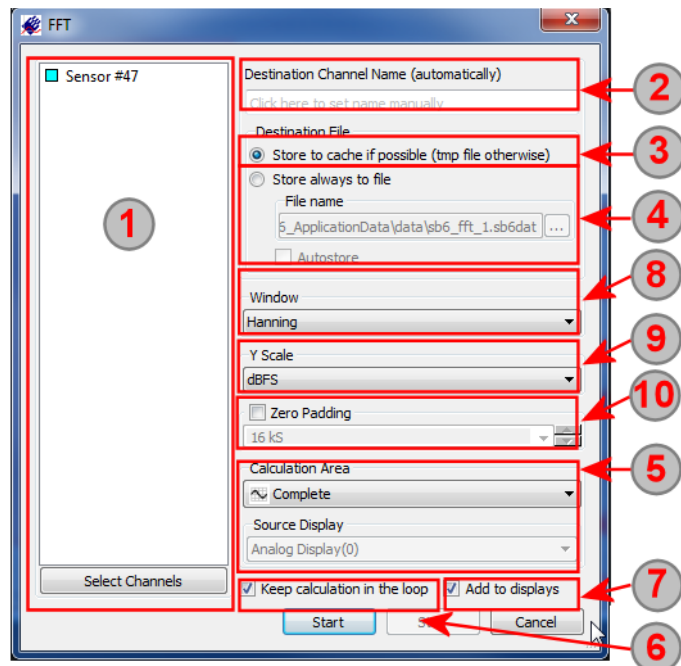 FFT
Sensor #47
Destination Channel Name (automatically)
2
Click here to set name manually
Destination File
Store to cache if possible (tmp file otherwise)
3
Store always to file
File name
1
6_ApplicationData\data\sb6_fft_1.sb6dat ...
4
Autostore
8
Window
Hanning
9
Y Scale
dBFS
10
Zero Padding
16 kS
Calculation Area
5
Complete
Source Display
Analog Display(0)
Select Channels
Keep calculation in the loop Add to displays
7
Start Cancel
6